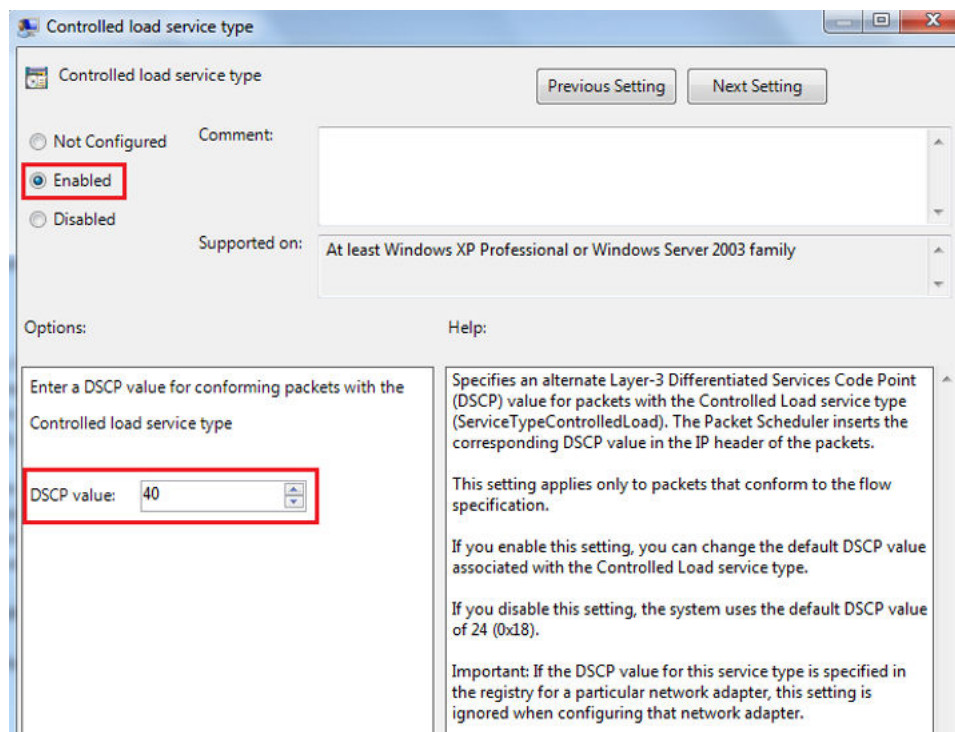 Controlled load service type
Controlled load service type
Previous Setting
Next Setting
Not Configured
Comment:
Enabled
Disabled
Supported on:
At least Windows XP Professional or Windows Server 2003 family
Options:
Help:
Enter a DSCP value for conforming packets with the
Controlled load service type
DSCP value:
40
Specifies an alternate Layer-3 Differentiated Services Code Point
(DSCP) value for packets with the Controlled Load service type
(ServiceTypeControlledLoad). The Packet Scheduler inserts the
corresponding DSCP value in the IP header of the packets.
This setting applies only to packets that conform to the flow
specification.
If you enable this setting, you can change the default DSCP value
associated with the Controlled Load service type.
If you disable this setting, the system uses the default DSCP value
of 24 (0x18).
Important: If the DSCP value for this service type is specified in
the registry for a particular network adapter, this setting is
ignored when configuring that network adapter.